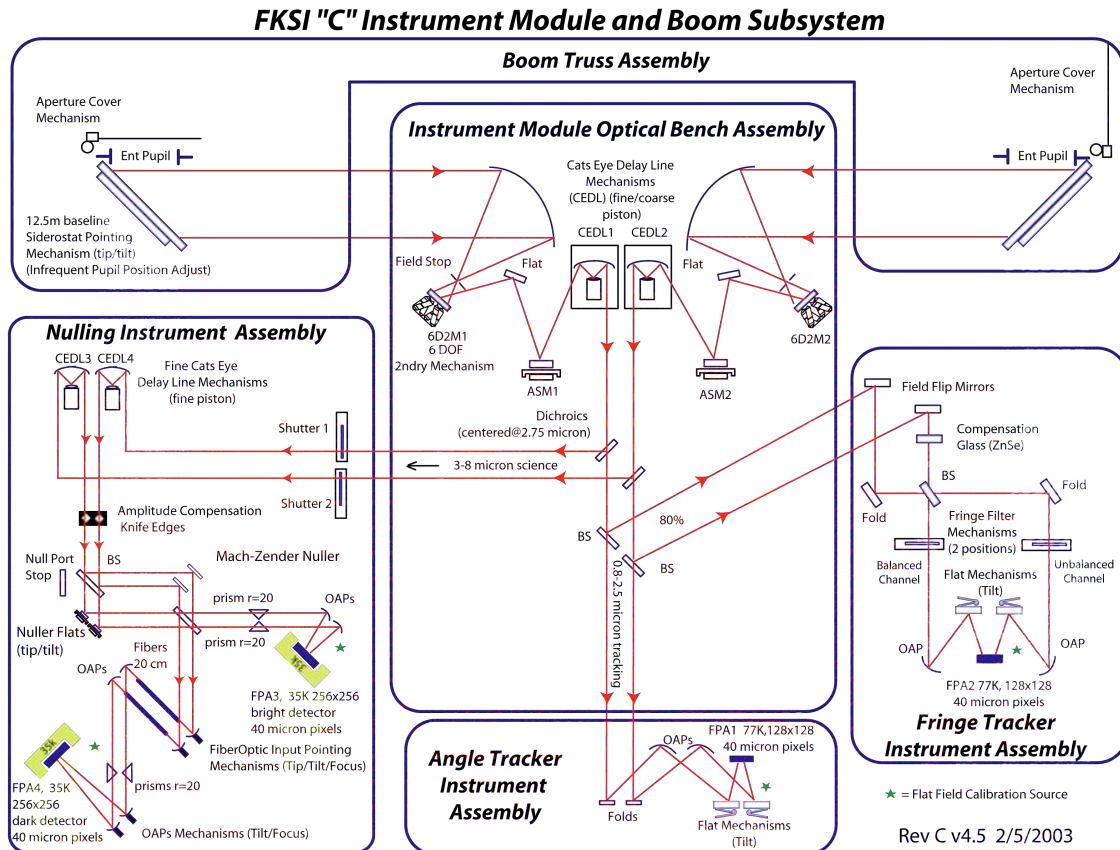 FKSI "C" Instrument Module and Boom Subsystem
Boom Truss Assembly
Aperture Cover
Mechanism
Ent Pupil
12.5m baseline
Siderostat Pointing
Mechanism (tip/tilt)
(Infrequent Pupil Position Adjust)
Aperture Cover
Mechanism
Ent Pupil
Instrument Module Optical Bench Assembly
Cats Eye Delay Line
Mechanisms
(CEDL) (fine/coarse
piston)
CEDL1
CEDL2
Field Stop
Flat
Flat
6D2M1
6 DOF
2ndry Mechanism
ASM1
ASM2
6D2M2
Dichroics
(centered@2.75 micron)
3-8 micron science
80%
BS
BS
0.8-2.5 micron tracking
Nulling Instrument Assembly
CEDL3
CEDL4
Fine Cats Eye
Delay Line Mechanisms
(fine piston)
Shutter 1
Shutter 2
Amplitude Compensation
Knife Edges
Mach-Zender Nuller
Null Port
Stop
BS
prism r=20
OAPs
Nuller Flats
(tip/tilt)
prism r=20
Fibers
20 cm
OAPs
35K
FPA3, 35K 256x256
bright detector
40 micron pixels
FiberOptic Input Pointing
Mechanisms (Tip/Tilt/Focus)
35k
FPA4, 35K
256x256
dark detector
40 micron pixels
prisms r=20
OAPs Mechanisms (Tilt/Focus)
Angle Tracker
Instrument
Assembly
OAPs
FPA1 77K,128x128
40 micron pixels
Folds
Flat Mechanisms
(Tilt)
Field Flip Mirrors
Compensation
Glass (ZnSe)
BS
Fold
Fold
Fringe Filter
Mechanisms
(2 positions)
Balanced
Channel
Unbalanced
Channel
Flat Mechanisms
(Tilt)
OAP
OAP
FPA2 77K, 128x128
40 micron pixels
Fringe Tracker
Instrument Assembly
= Flat Field Calibration Source
Rev C v4.5 2/5/2003